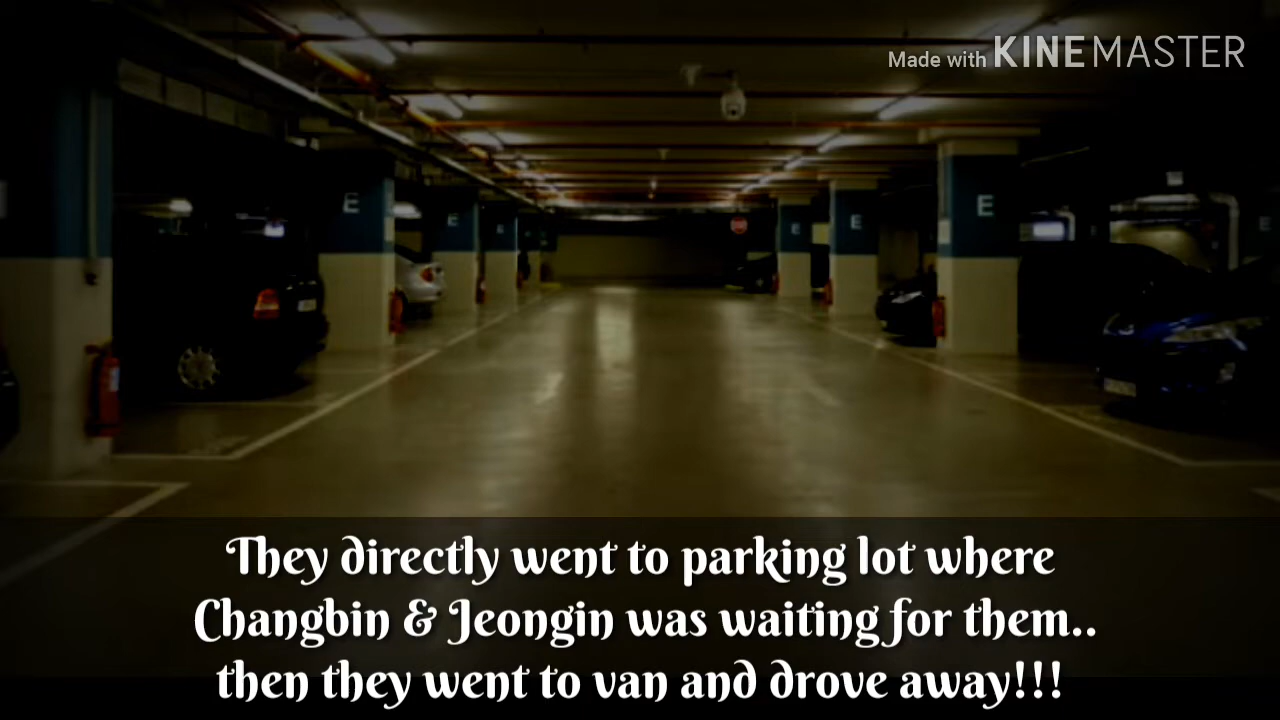 Made with KINEMASTER
E
E
E
E
E
E
E
They directly went to parking lot where
Changbin & Jeongin was waiting for them..
then they went to van and drove away!!!